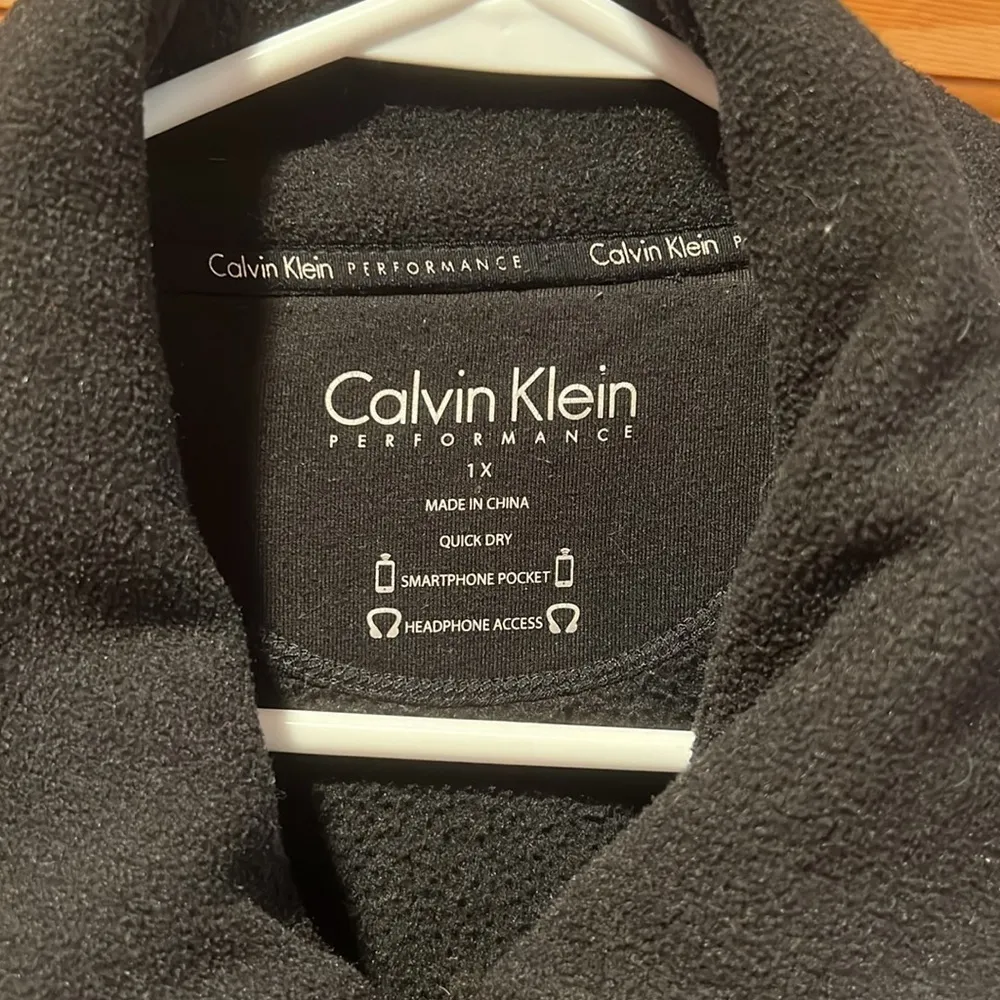 Calvin Klein PERFORMANCE Calvin Klein P
Calvin Klein
PERFORMANCE
1X
MADE IN CHINA
QUICK DRY
SMARTPHONE POCKET
HEADPHONE ACCESS